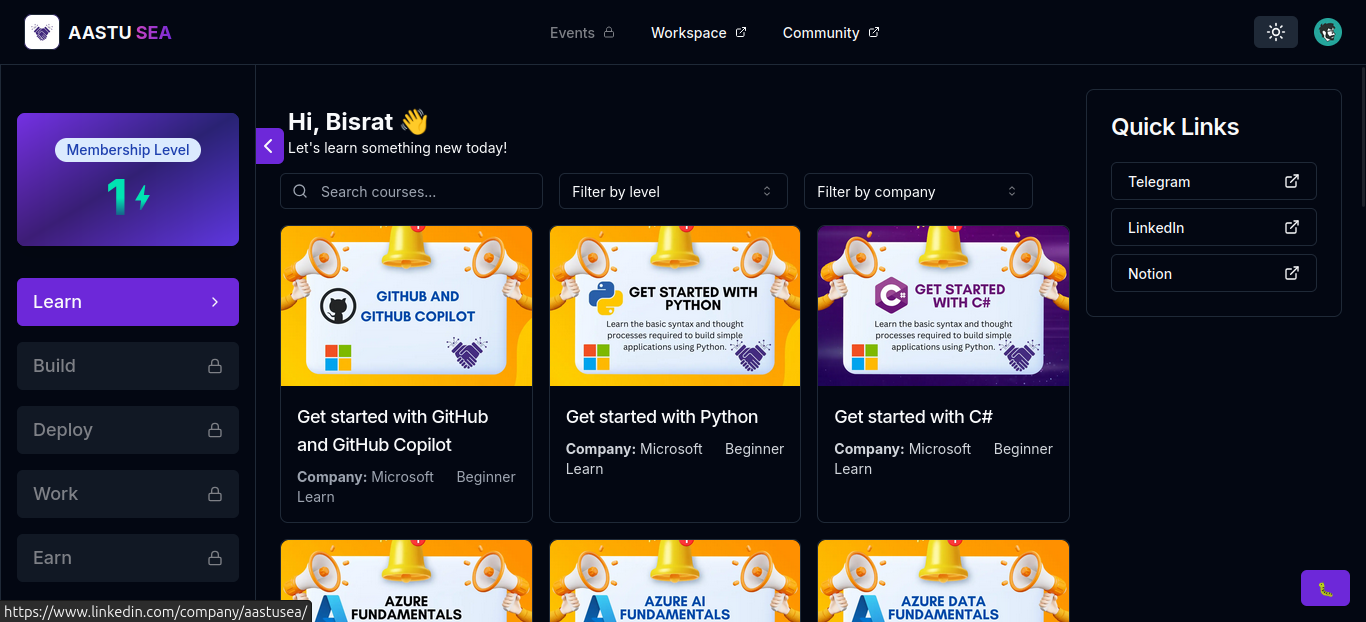 AASTU SEA
Events
Workspace
Community
Membership Level
1
Learn
Build
Deploy
Work
Earn
https://www.linkedin.com/company/aastusea/
Hi, Bisrat 👋
Let's learn something new today!
Search courses...
Filter by level
Filter by company
GITHUB AND
GITHUB COPILOT
Get started with GitHub
and GitHub Copilot
Company: Microsoft Beginner
Learn
GET STARTED WITH
PYTHON
Learn the basic syntax and thought
processes required to build simple
applications using Python.
Get started with Python
Company: Microsoft Beginner
Learn
GET STARTED
WITH C#
Learn the basic syntax and thought
processes required to build simple
applications using Python.
Get started with C#
Company: Microsoft Beginner
Learn
AZURE
FUNDAMENTALS
AZURE AI
FUNDAMENTALS
AZURE DATA
FUNDAMENTALS
Quick Links
Telegram
LinkedIn
Notion